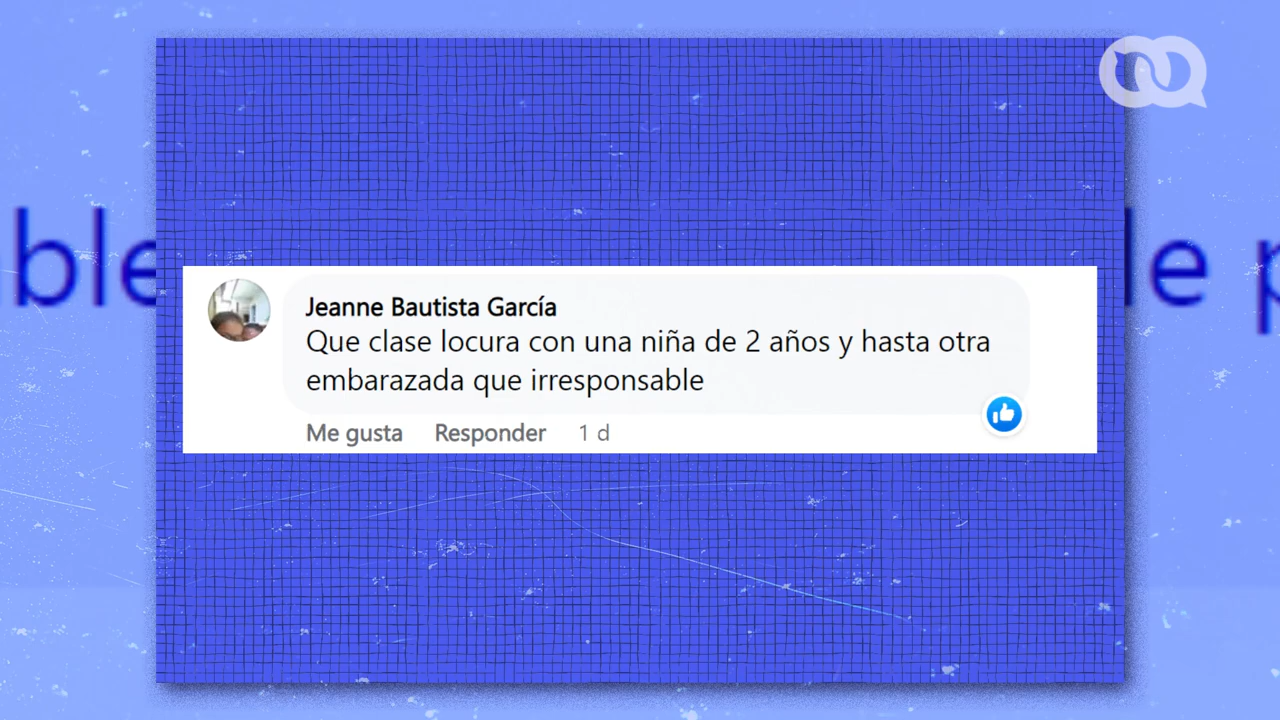 Jeanne Bautista García
Que clase locura con una niña de 2 años y hasta otra
embarazada que irresponsable
Me gusta Responder 1 d